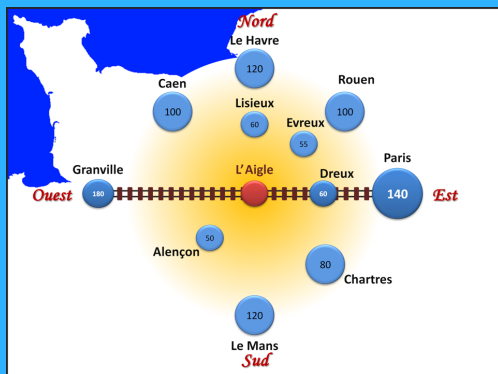 Nord
Le Havre
120
Caen
100
Rouen
100
Lisieux
60
Evreux
55
Granville
180
L'Aigle
Dreux
60
Paris
140
Ouest
Est
50
Alençon
80
Chartres
120
Le Mans
Sud